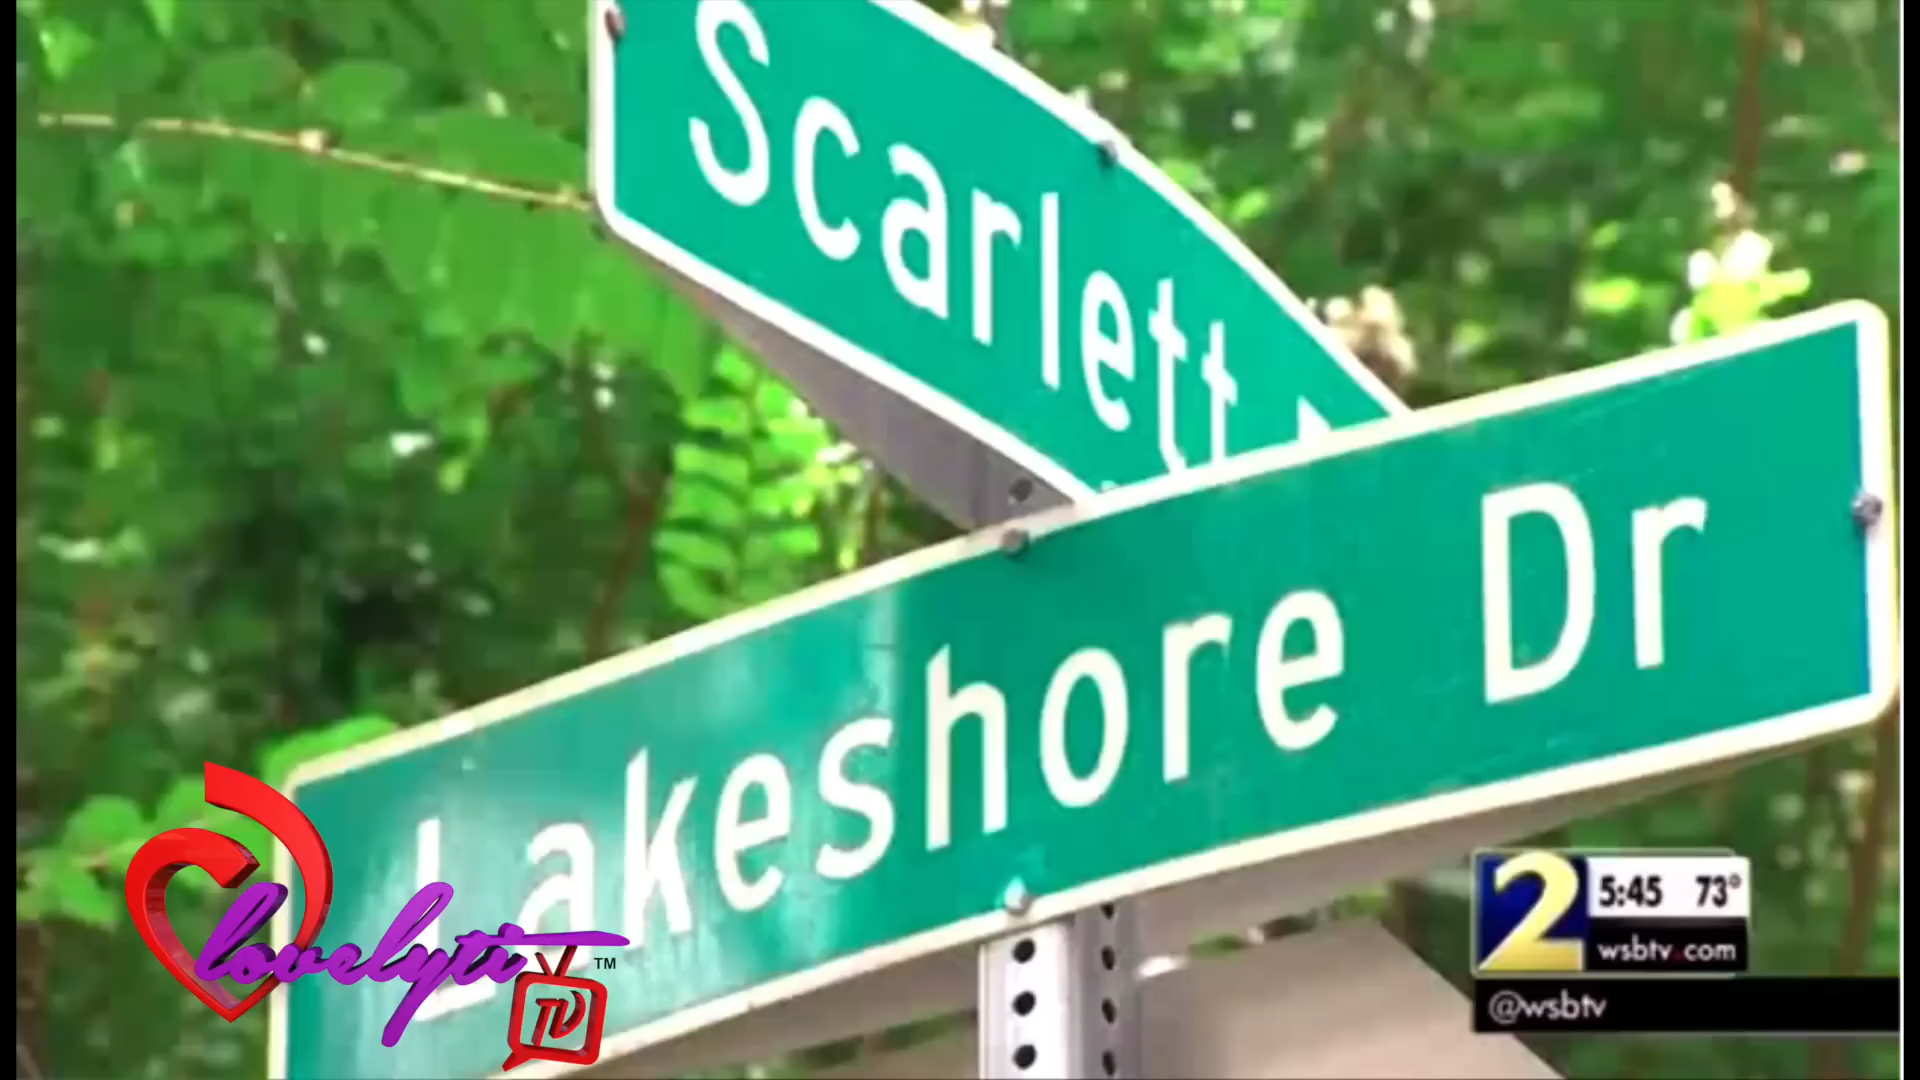 Scarlett
Lakeshore Dr
lovelyti
TV
™
2
5:45 73°
wsbtv.com
@wsbtv